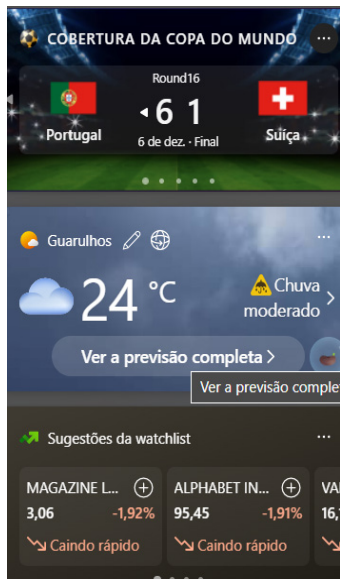 COBERTURA DA COPA DO MUNDO
Round16
6 1
Portugal
6 de dez. · Final
Suíça
Guarulhos
24 °C
Chuva
moderado
Ver a previsão completa >
Ver a previsão comple
Sugestões da watchlist
MAGAZINE L... ALPHABET IN... VA
3,06 -1,92% 95,45 -1,91% 16,
Caindo rápido Caindo rápido